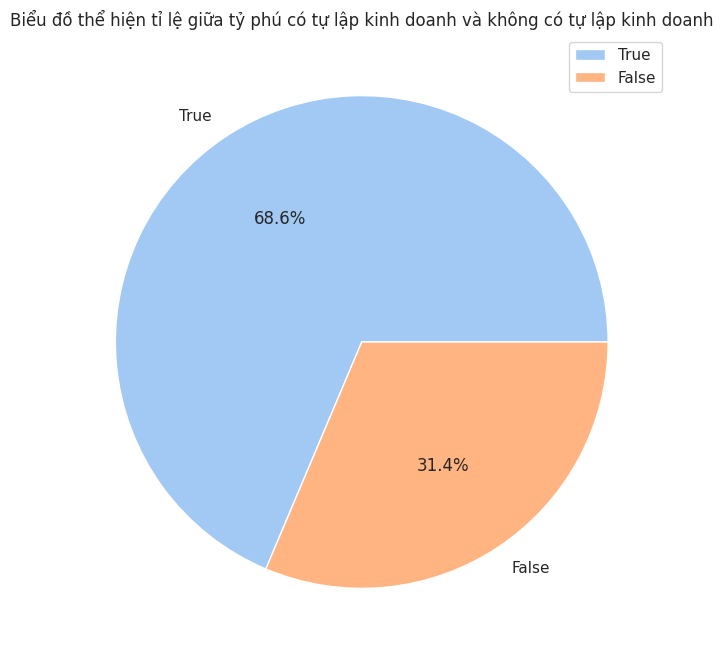 Biểu đồ thể hiện tỉ lệ giữa tỷ phú có tự lập kinh doanh và không có tự lập kinh doanh
True
False
True
68.6%
31.4%
False